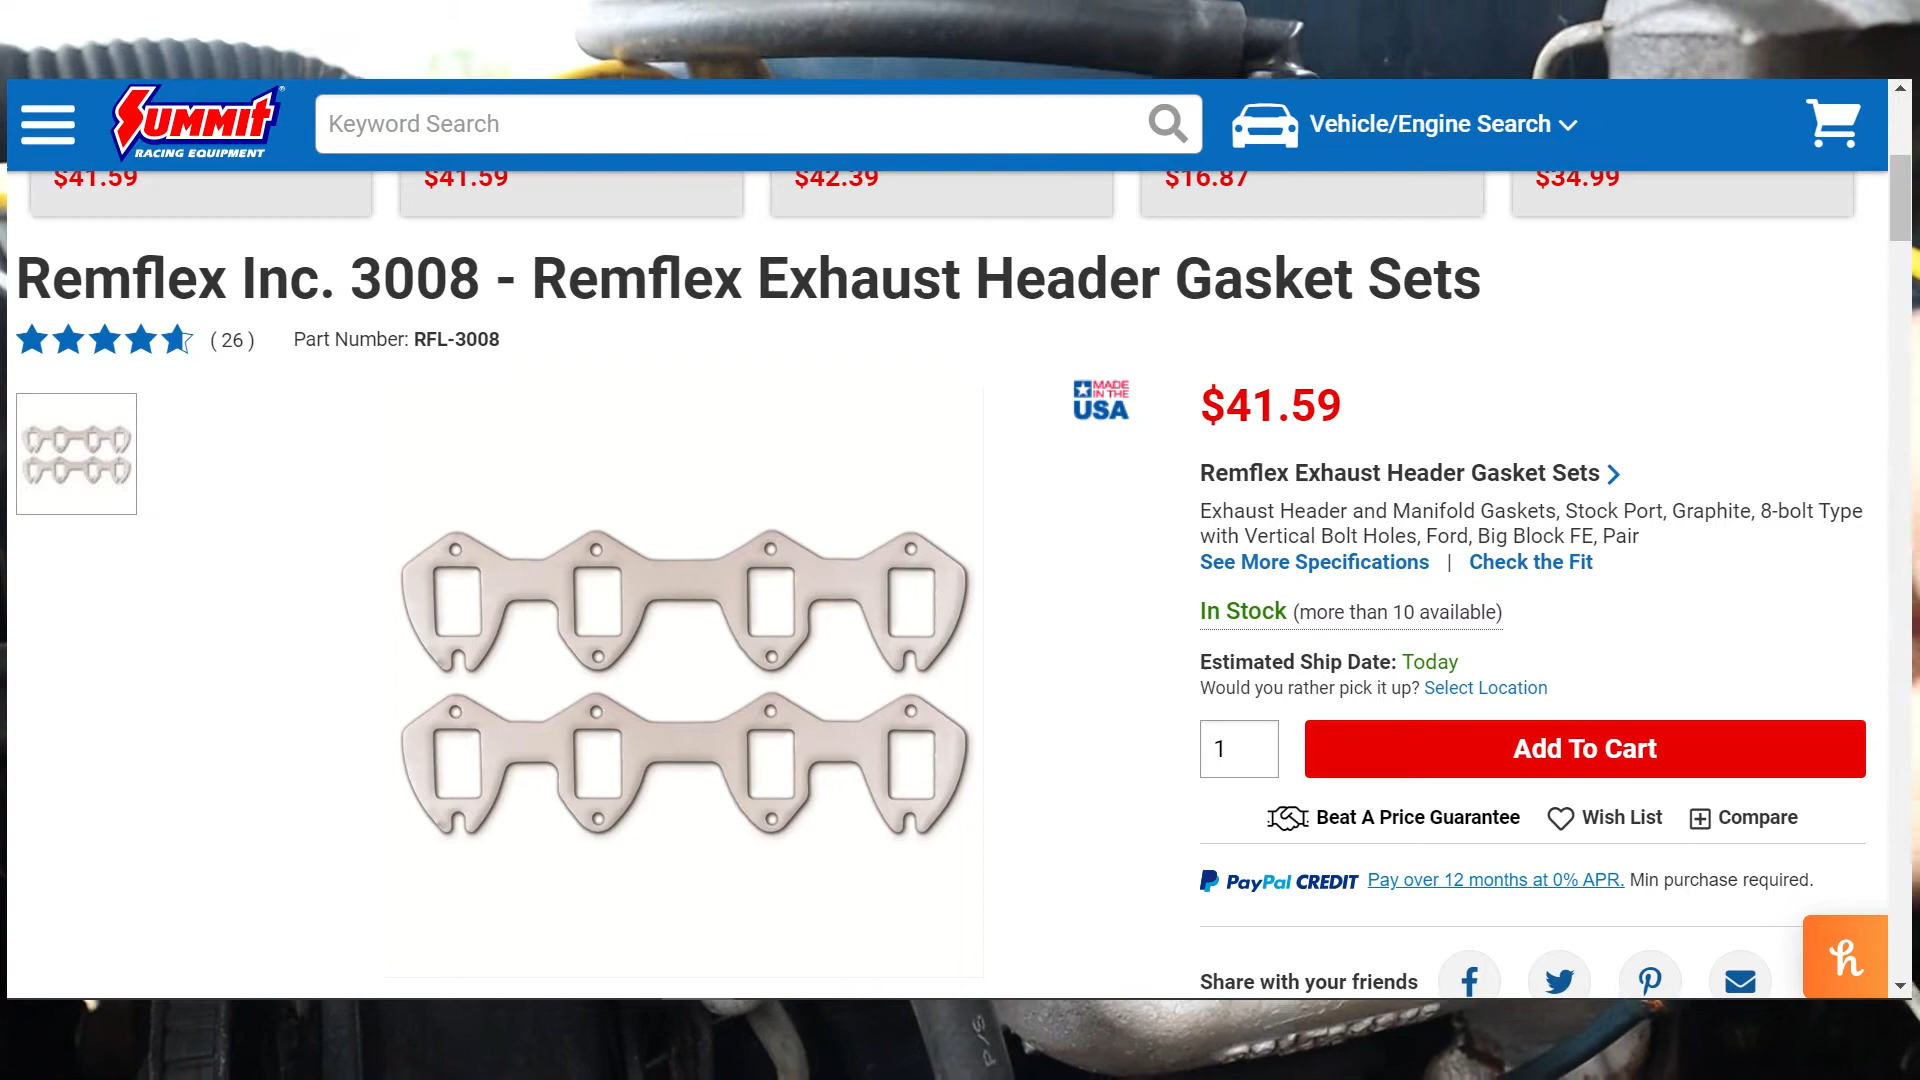 SUMMIT
RACING EQUIPMENT
®
Keyword Search
Vehicle/Engine Search
$41.59
$41.59
$42.39
$16.87
$34.99
Remflex Inc. 3008 - Remflex Exhaust Header Gasket Sets
( 26 )
Part Number: RFL-3008
MADE
IN THE
USA
$41.59
Remflex Exhaust Header Gasket Sets
Exhaust Header and Manifold Gaskets, Stock Port, Graphite, 8-bolt Type
with Vertical Bolt Holes, Ford, Big Block FE, Pair
See More Specifications | Check the Fit
In Stock (more than 10 available)
Estimated Ship Date: Today
Would you rather pick it up? Select Location
1
Add To Cart
Beat A Price Guarantee
Wish List
Compare
PayPal CREDIT Pay over 12 months at 0% APR. Min purchase required.
Share with your friends
h
P/S